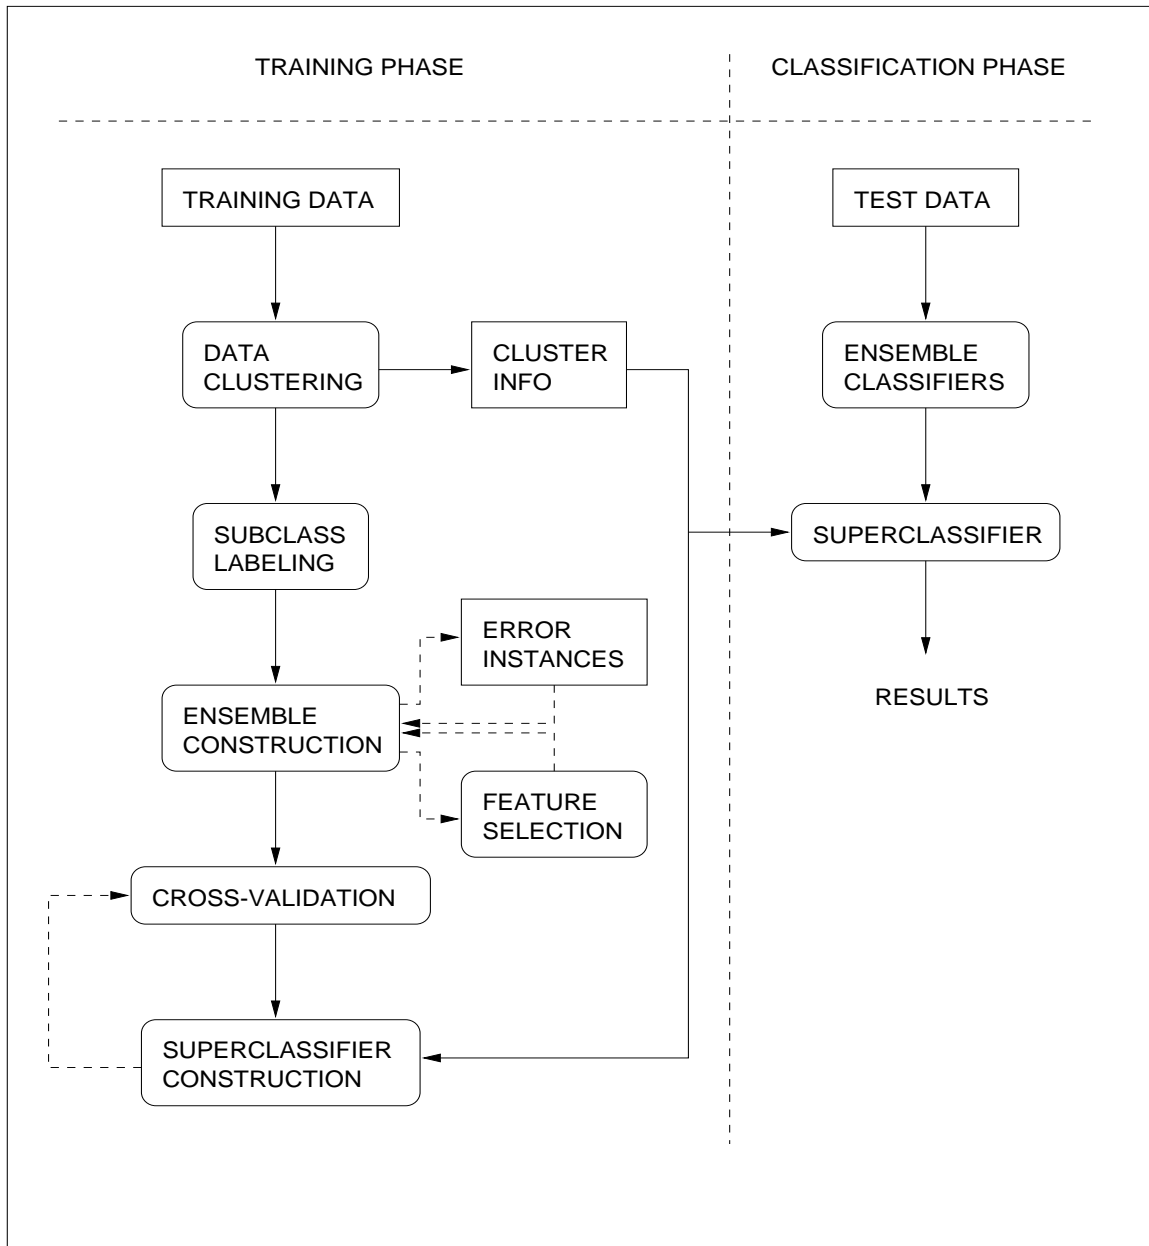 TRAINING PHASE
CLASSIFICATION PHASE
TRAINING DATA
TEST DATA
DATA
CLUSTERING
CLUSTER
INFO
ENSEMBLE
CLASSIFIERS
SUBCLASS
LABELING
SUPERCLASSIFIER
ERROR
INSTANCES
RESULTS
ENSEMBLE
CONSTRUCTION
FEATURE
SELECTION
CROSS-VALIDATION
SUPERCLASSIFIER
CONSTRUCTION